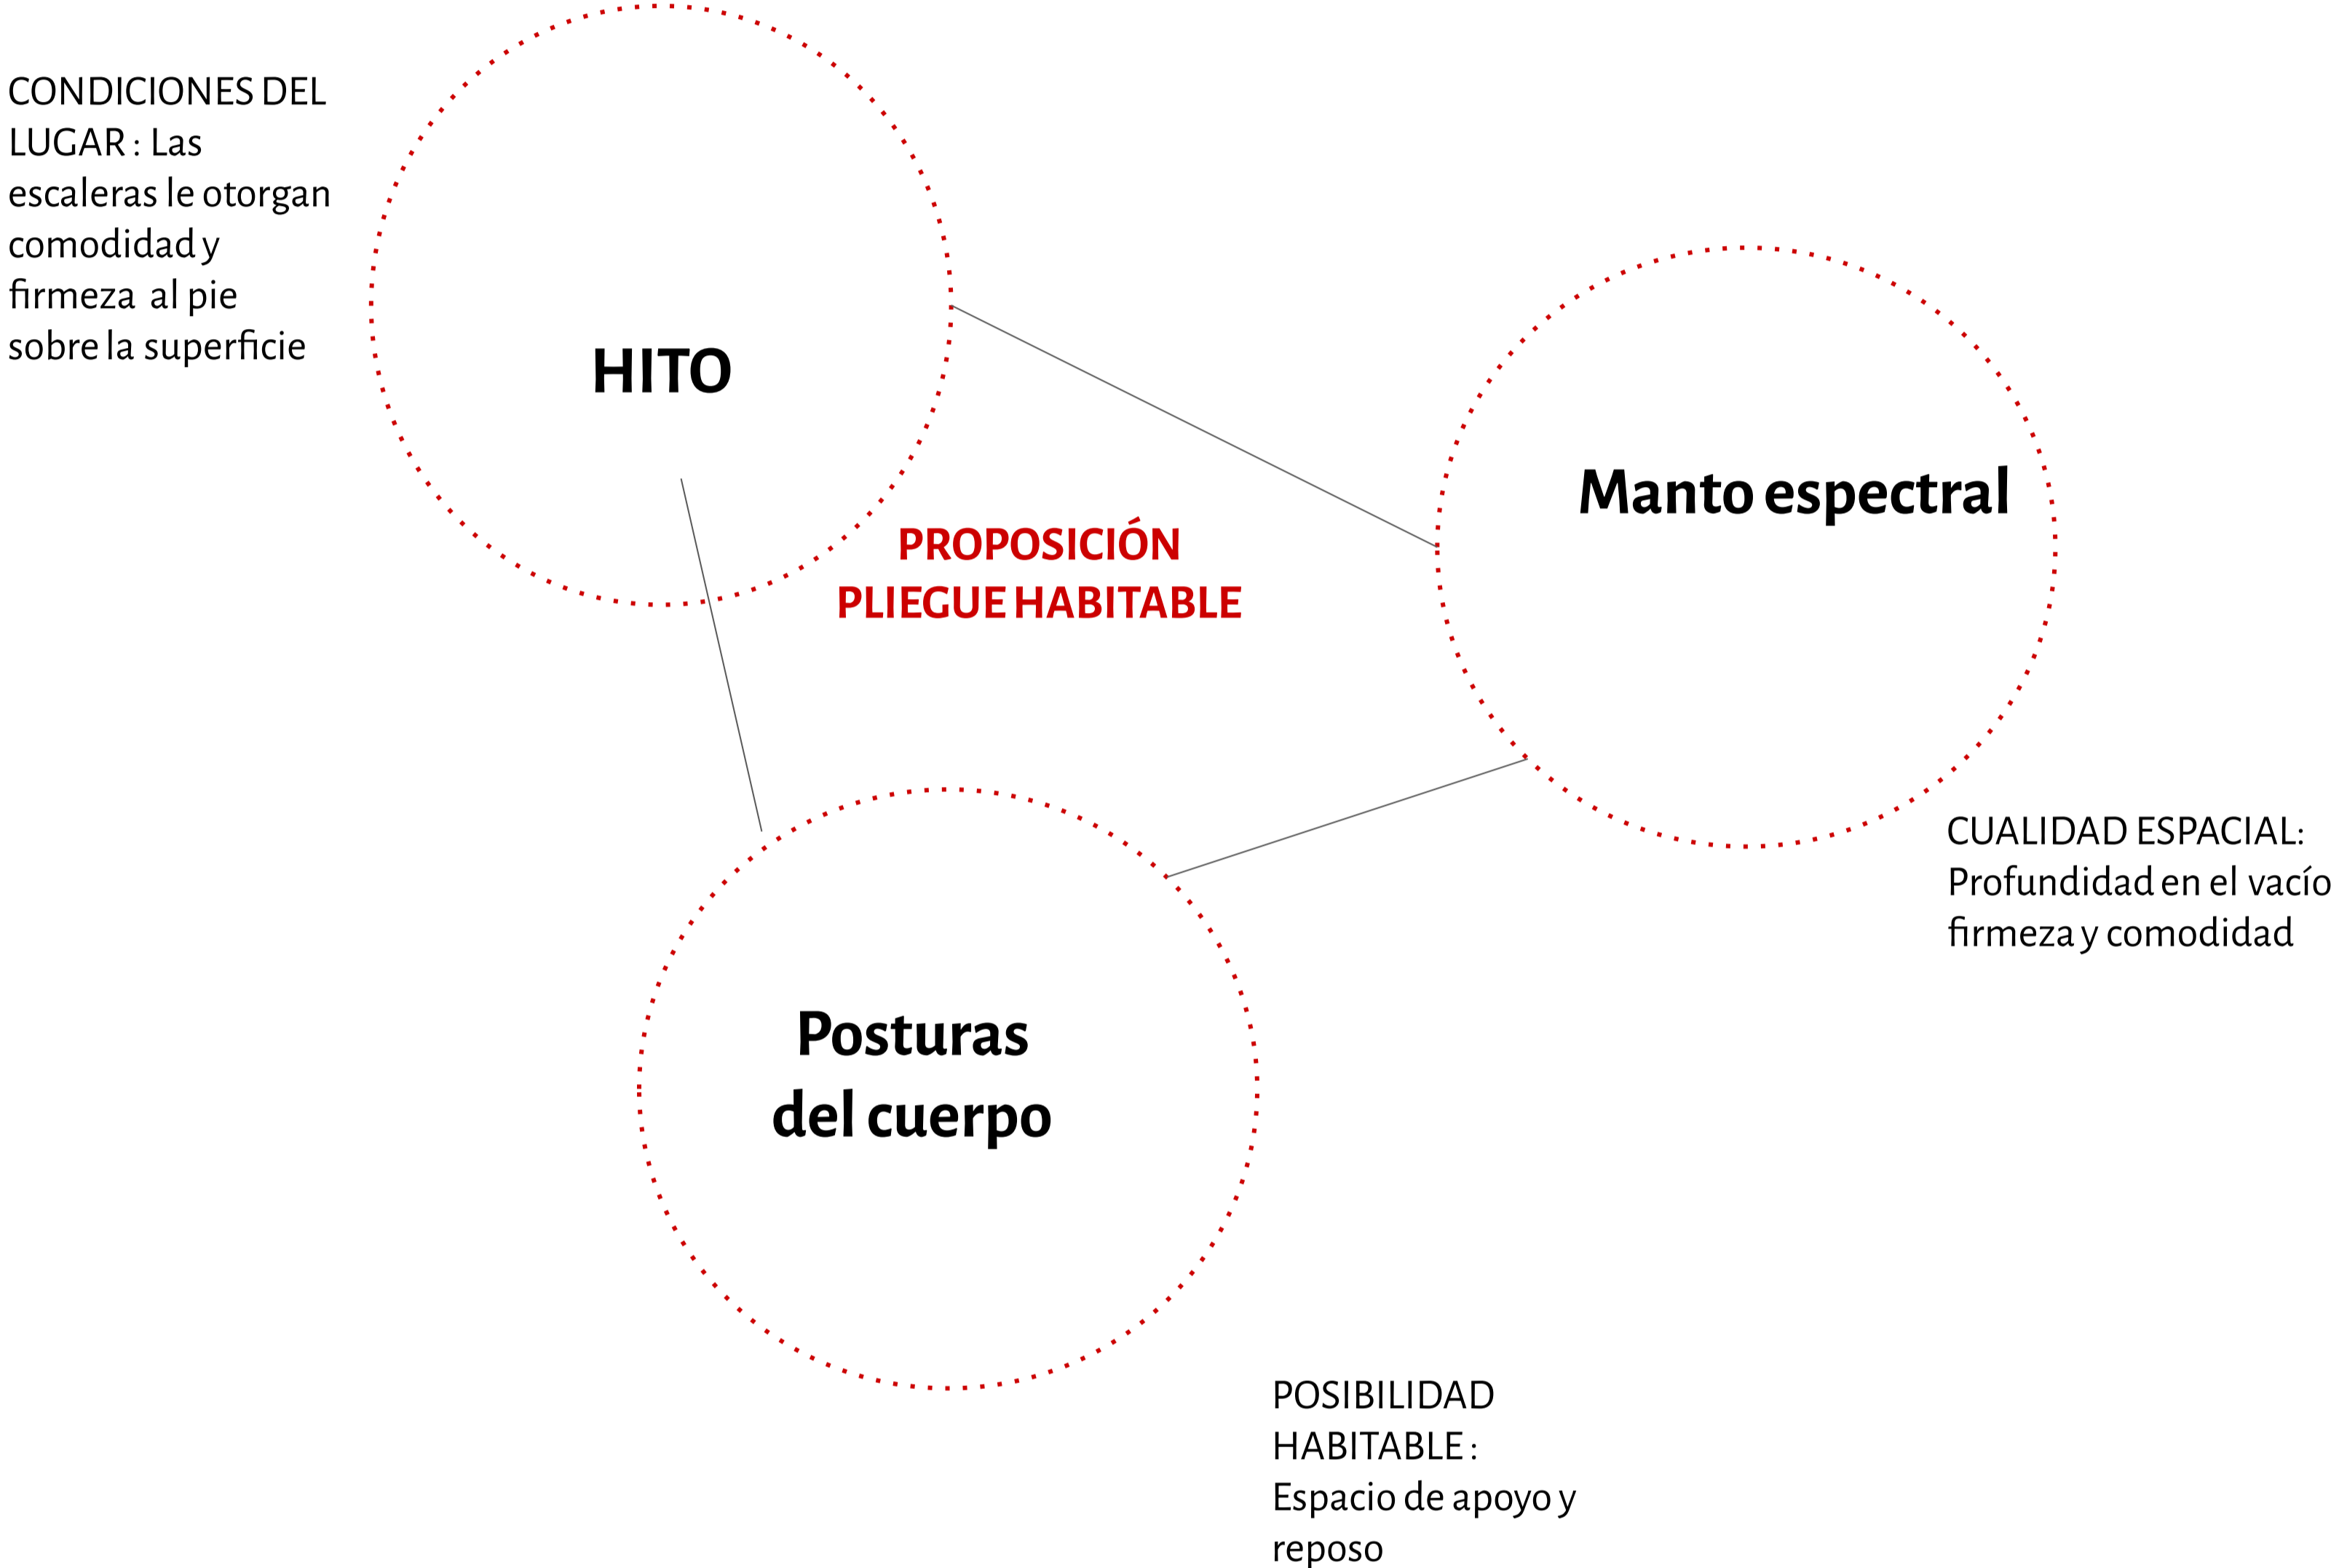 CONDICIONES DEL
LUGAR : Las
escaleras le otorgan
comodidad y
firmeza al pie
sobre la superficie
HITO
Manto espectral
PROPOSICIÓN
PLIEGUE HABITABLE
CUALIDAD ESPACIAL:
Profundidad en el vacío
firmeza y comodidad
Posturas
del cuerpo
POSIBILIDAD
HABITABLE :
Espacio de apoyo y
reposo